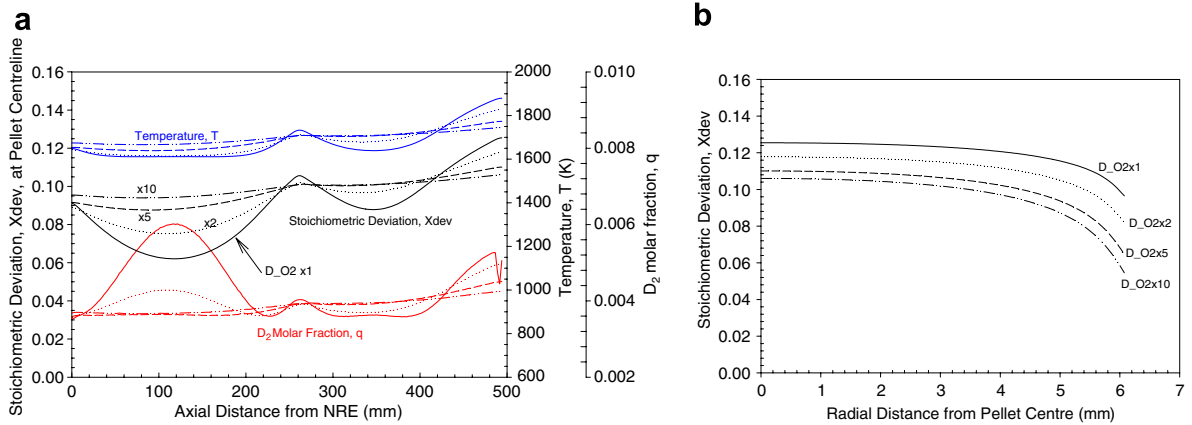 a
Stoichiometric Deviation, Xdev, at Pellet Centreline
0.16
0.14
0.12
0.10
0.08
0.06
0.04
0.02
0.00
0
100
200
300
400
500
Axial Distance from NRE (mm)
Temperature, T
x10
x5
x2
Stoichiometric Deviation, Xdev
D_O2 x1
D2 Molar Fraction, q
2000
1800
1600
1400
1200
1000
800
600
Temperature, T (K)
0.010
0.008
0.006
0.004
0.002
D2 molar fraction, q
b
Stoichiometric Deviation, Xdev
0.16
0.14
0.12
0.10
0.08
0.06
0.04
0.02
0.00
0
1
2
3
4
5
6
7
Radial Distance from Pellet Centre (mm)
D_O2x1
D_O2x2
D_O2x5
D_O2x10